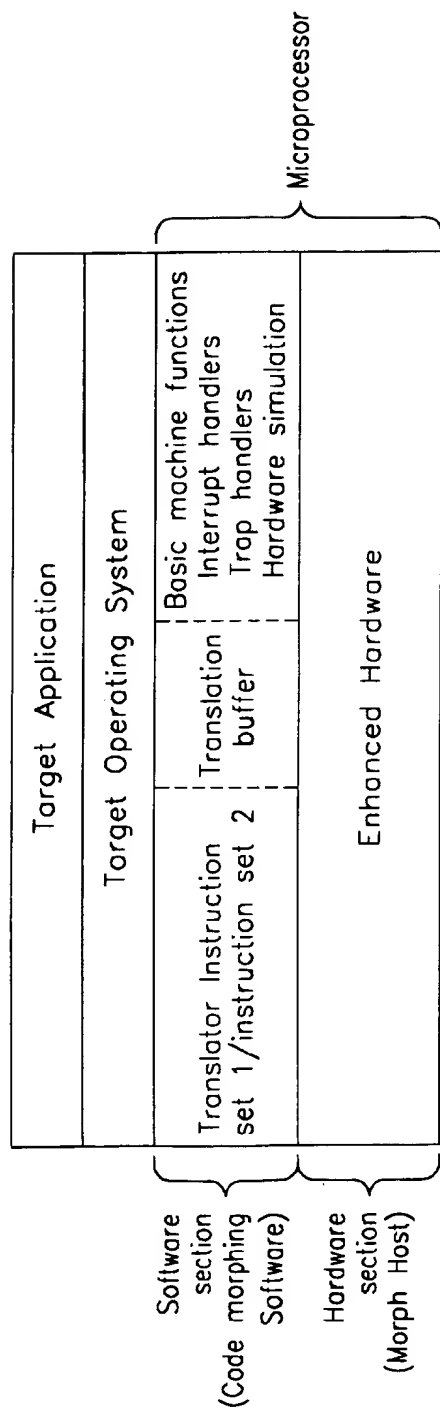 Target Application
Target Operating System
Software
section
(Code morphing
Software)
Translator Instruction
set 1/instruction set 2
Translation
buffer
Basic machine functions
Interrupt handlers
Trap handlers
Hardware simulation
Microprocessor
Hardware
section
(Morph Host)
Enhanced Hardware